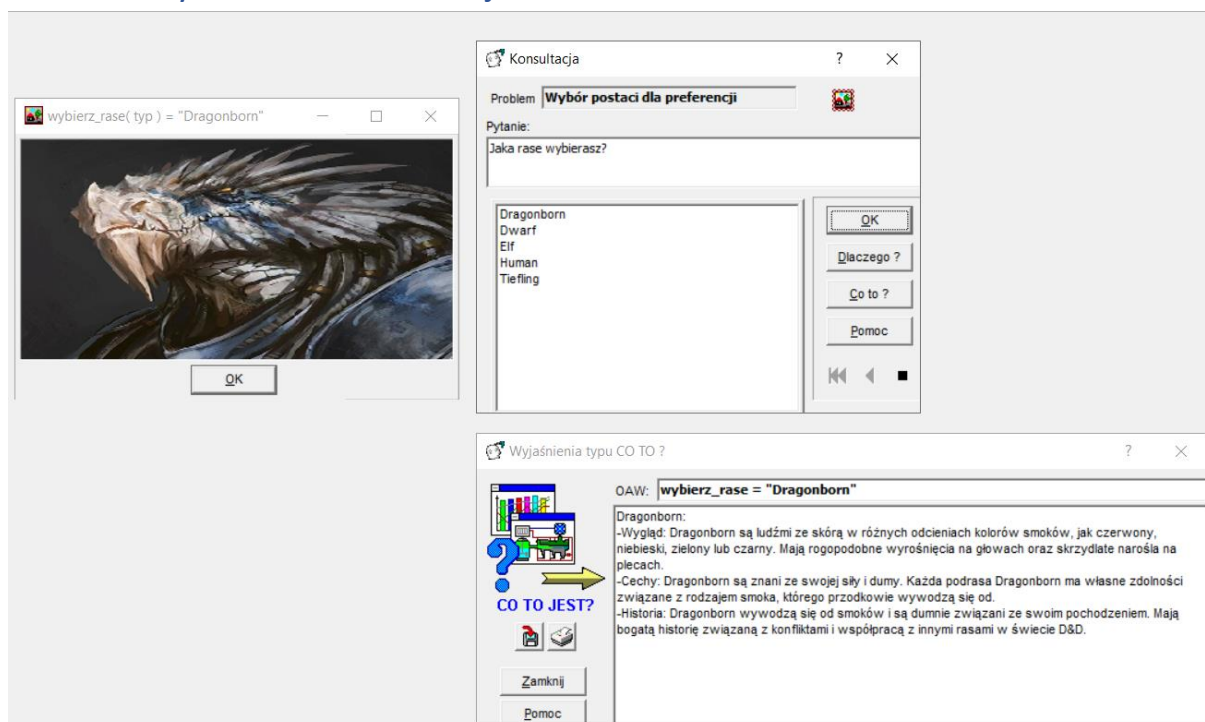 wybierz_rase( typ ) = "Dragonborn"
OK
Konsultacja
Problem Wybór postaci dla preferencji
Pytanie:
Jaka rase wybierasz?
Dragonborn
Dwarf
Elf
Human
Tiefling
OK
Dlaczego ?
Co to ?
Pomoc
Wyjaśnienia typu CO TO ?
OAW: wybierz_rase = "Dragonborn"
Dragonborn:
-Wygląd: Dragonborn są ludźmi ze skórą w różnych odcieniach kolorów smoków, jak czerwony,
niebieski, zielony lub czarny. Mają rogopodobne wyrośnięcia na głowach oraz skrzydlate narośla na
plecach.
-Cechy: Dragonborn są znani ze swojej siły i dumy. Każda podrasa Dragonborn ma własne zdolności
związane z rodzajem smoka, którego przodkowie wywodzą się od.
-Historia: Dragonborn wywodzą się od smoków i są dumnie związani ze swoim pochodzeniem. Mają
bogatą historię związaną z konfliktami i współpracą z innymi rasami w świecie D&D.
CO TO JEST?
Zamknij
Pomoc